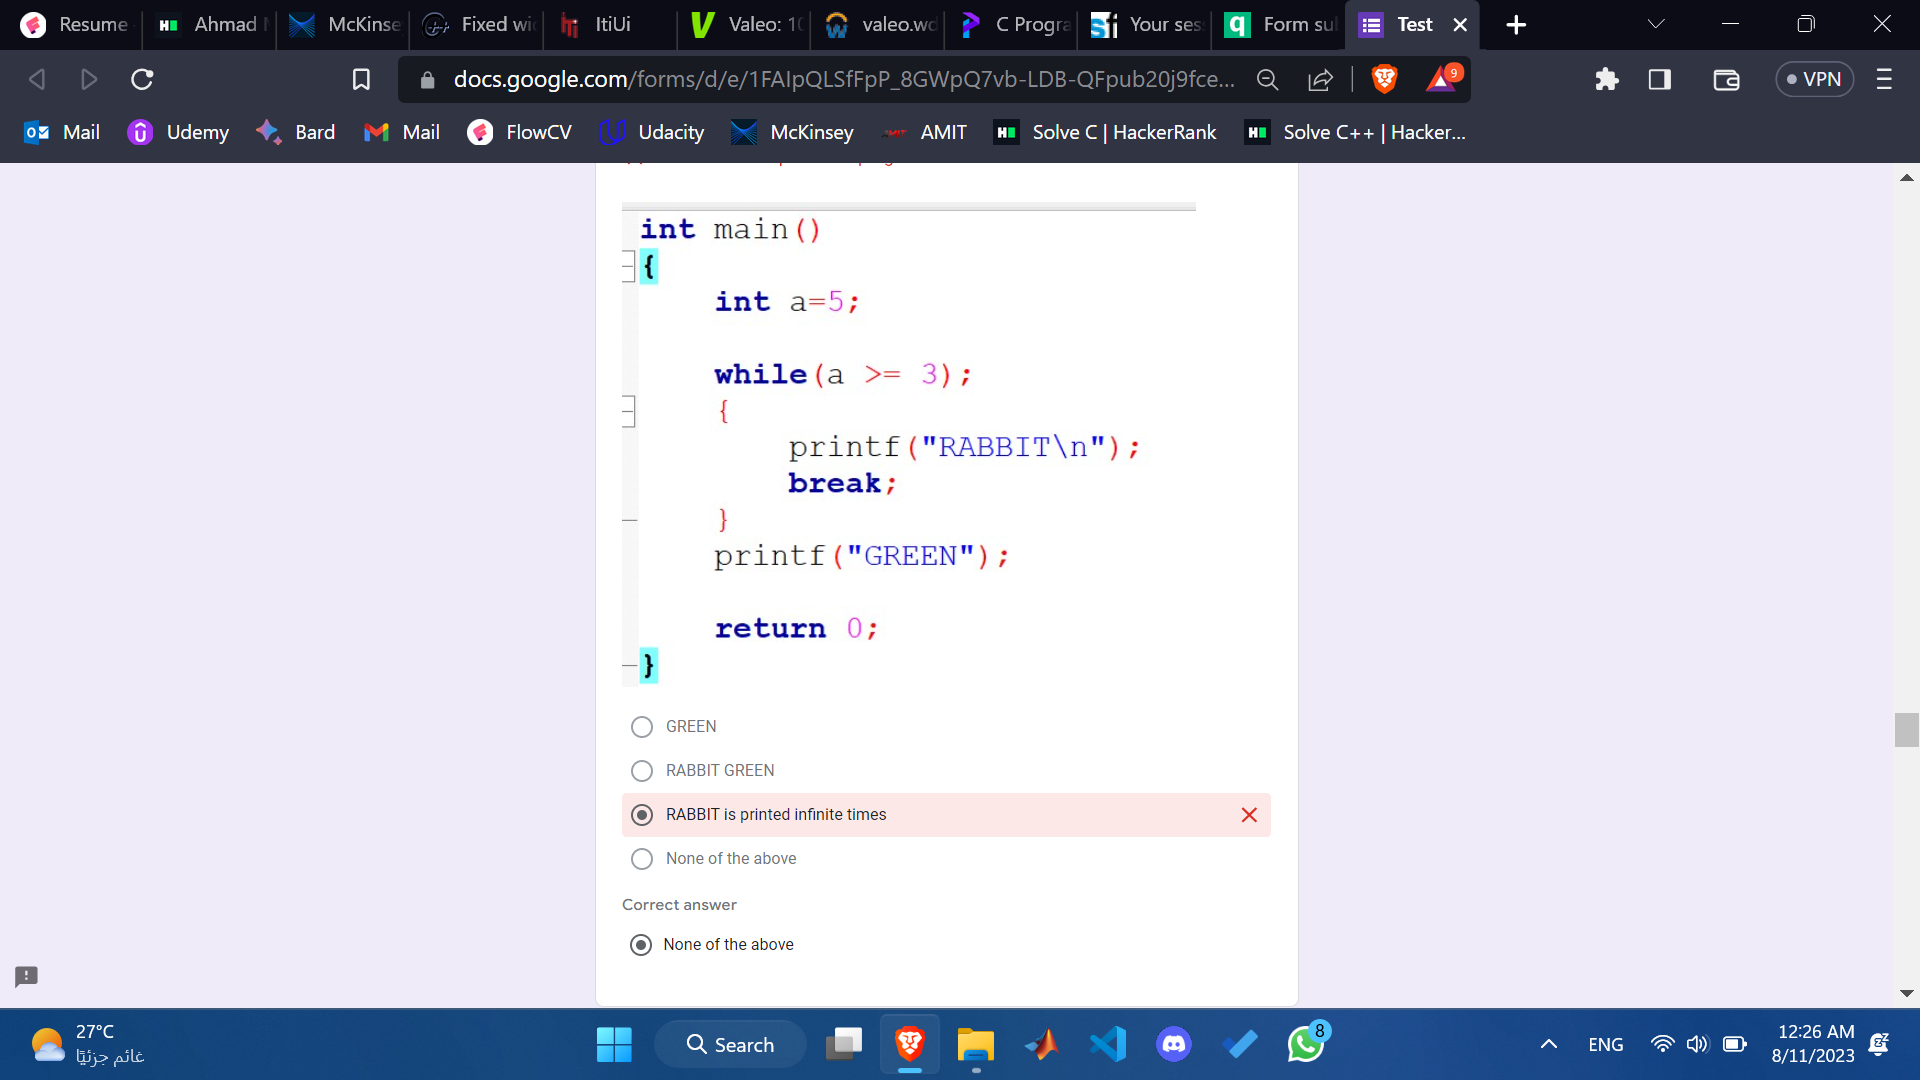 Resume
Ahmad
McKinse
Fixed wi
ItiUi
Valeo: 10
valeo.wd
C Progra
Your ses
Form su
Test
docs.google.com/forms/d/e/1FAIpQLSfFpP_8GWpQ7vb-LDB-QFpub20j9fce...
9
VPN
Mail
Udemy
Bard
Mail
FlowCV
Udacity
McKinsey
AMIT
Solve C | HackerRank
Solve C++ | Hacker...
int main()
{
int a=5;
while(a >= 3);
{
printf("RABBIT\n");
break;
}
printf("GREEN");
return 0;
}
GREEN
RABBIT GREEN
RABBIT is printed infinite times
None of the above
Correct answer
None of the above
27°C
غائم جزئيًا
Search
8
ENG
12:26 AM
8/11/2023